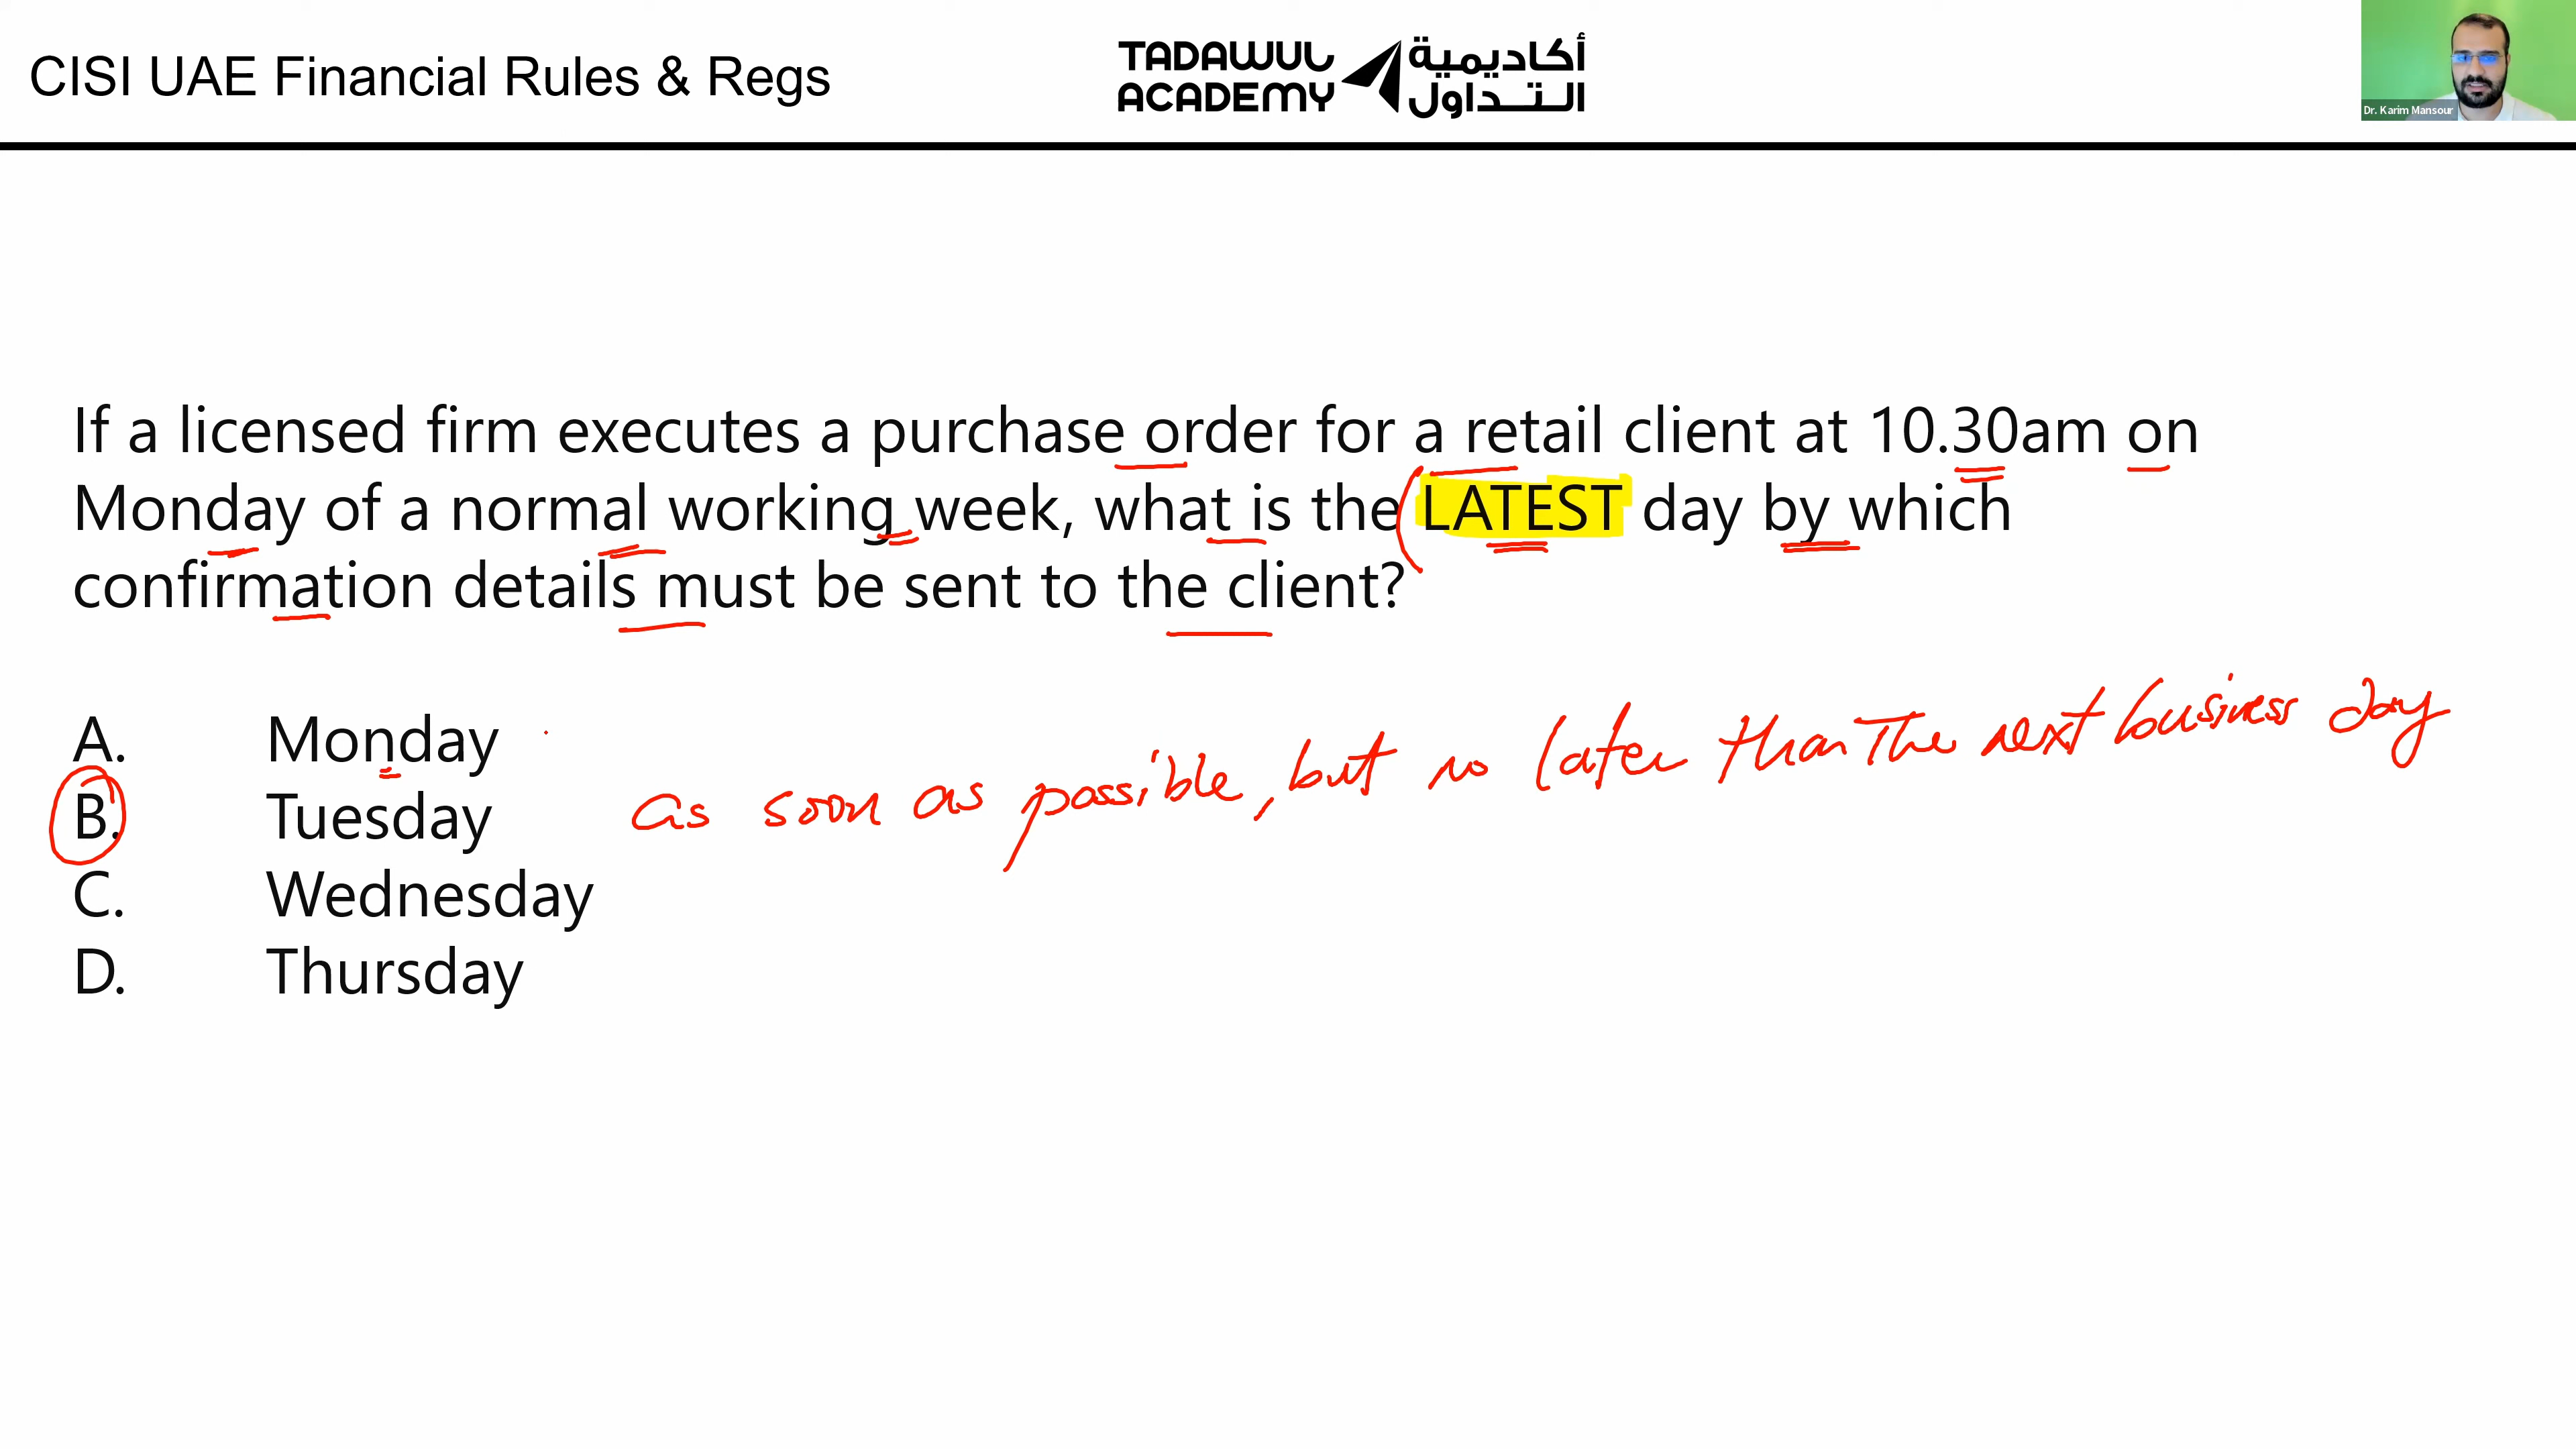 CISI UAE Financial Rules & Regs
TADAWUL
ACADEMY
أكاديمية
التداول
Dr. Karim Mansour
If a licensed firm executes a purchase order for a retail client at 10.30am on
Monday of a normal working week, what is the LATEST day by which
confirmation details must be sent to the client?
A. Monday
B. Tuesday
as soon as possible, but no later than The next business day
C. Wednesday
D. Thursday